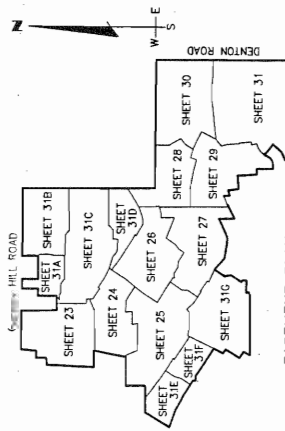 HILL ROAD
N
W E
S
DENTON ROAD
SHEET 31A
SHEET 31B
SHEET 23
SHEET 31C
SHEET 24
SHEET 31D
SHEET 25
SHEET 26
SHEET 28
SHEET 30
SHEET 31E
SHEET 31F
SHEET 27
SHEET 29
SHEET 31
SHEET 31G